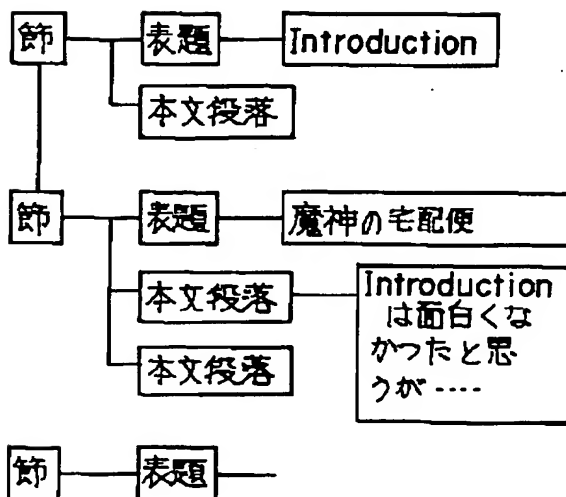 節 表題 Introduction
本文段落
節 表題 魔神の宅配便
本文段落 Introduction
は面白くな
かつたと思
うが‥‥
本文段落
節 表題